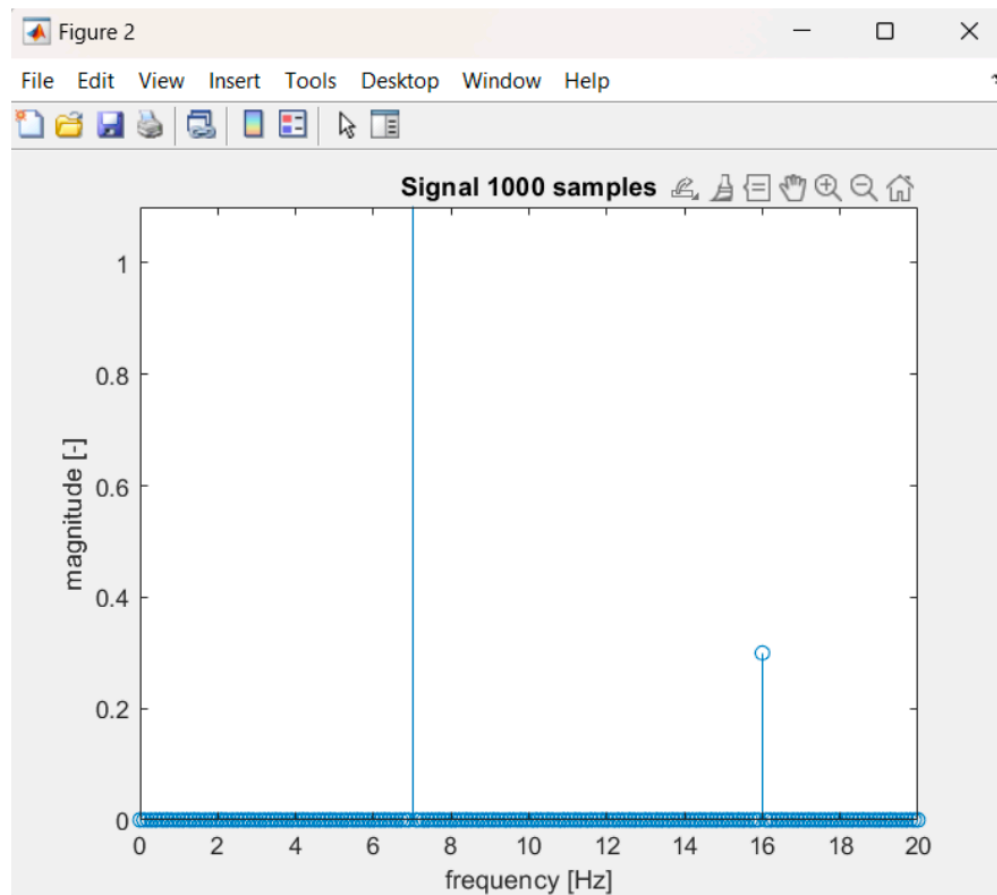 Figure 2
File Edit View Insert Tools Desktop Window Help
Signal 1000 samples
1
0.8
0.6
0.4
0.2
0
magnitude [-]
0 2 4 6 8 10 12 14 16 18 20
frequency [Hz]